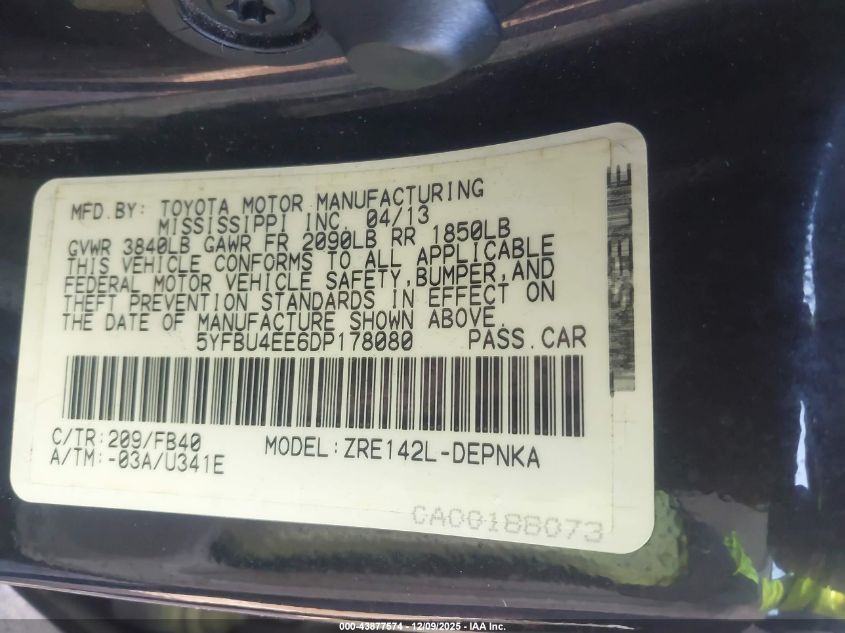 MFD.BY: TOYOTA MOTOR MANUFACTURING
MISSISSIPPI INC. 04/13
GVWR 3840LB GAWR FR 2090LB RR 1850LB
THIS VEHICLE CONFORMS TO ALL APPLICABLE
FEDERAL MOTOR VEHICLE SAFETY,BUMPER,AND
THEFT PREVENTION STANDARDS IN EFFECT ON
THE DATE OF MANUFACTURE SHOWN ABOVE.
5YFBU4EE6DP178080 PASS.CAR
C/TR:209/FB40 MODEL:ZRE142L-DEPNKA
A/TM:-03A/U341E
CA00188073
000-43877574 - 12/09/2025 - IAA Inc.